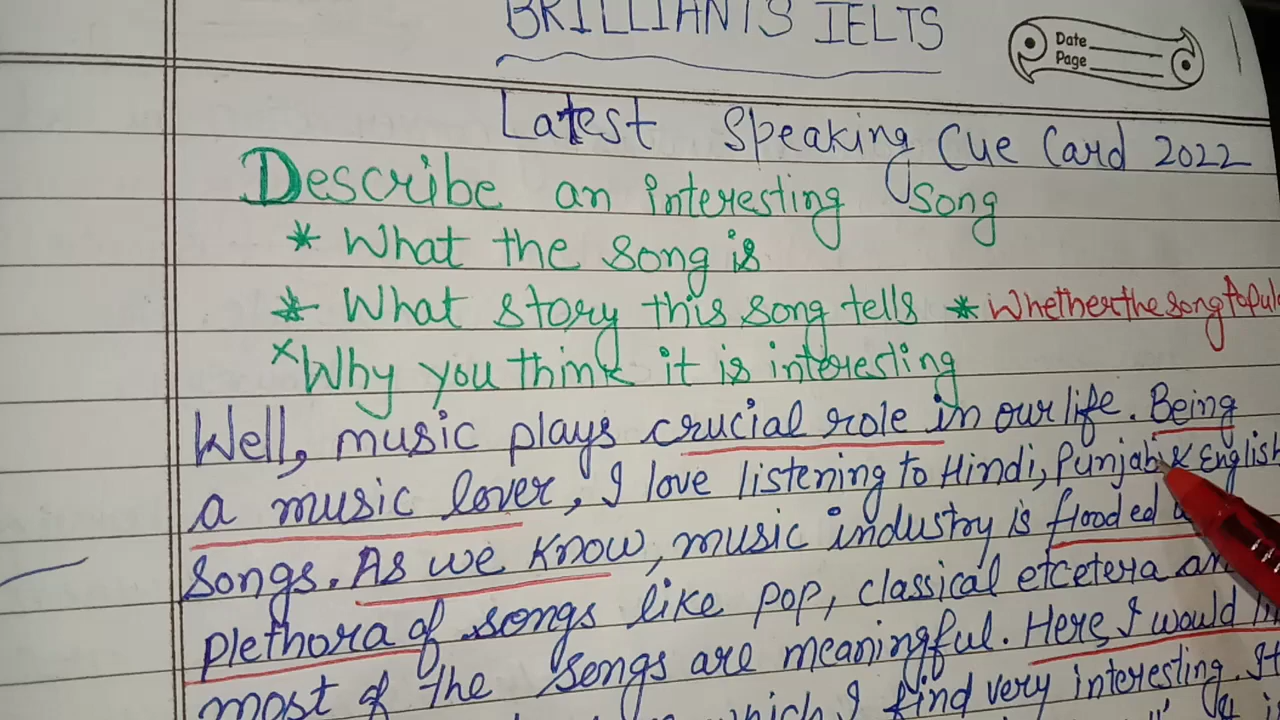 BRILLIANTS IELTS
Date
Page
Latest Speaking Cue Card 2022
Describe an interesting song
* What the song is
* What story this song tells * Whether the song Popul
* Why you think it is interesting
Well, music plays crucial role in our life. Being
a music lover, I love listening to Hindi, Punjabi & English
songs. As we know, music industry is flooded
plethora of songs like pop, classical etcetera
most of the songs are meaningful. Here, I would
which I find very interesting. It